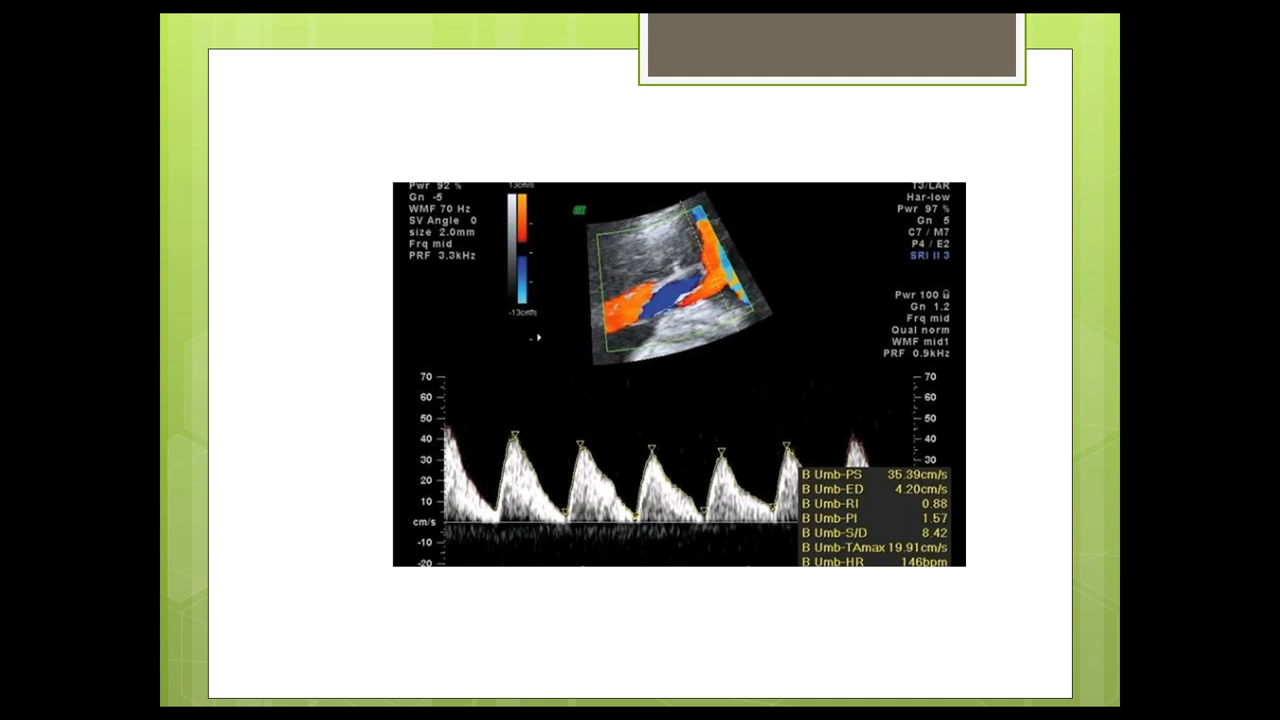 Pwr 92 %
Gn -5
WMF 70 Hz
SV Angle 0
size 2.0mm
Frq mid
PRF 3.3kHz
13cm/s
-13cm/s
T3/LAR
Har-low
Pwr 97 %
Gn 5
C7 / M7
P4 / E2
SRI II 3
Pwr 100
Gn 1.2
Frq mid
Qual norm
WMF mid1
PRF 0.9kHz
70
60
50
40
30
20
10
cm/s
-10
-20
70
60
50
40
30
B Umb-PS 35.39cm/s
B Umb-ED 4.20cm/s
B Umb-RI 0.88
B Umb-PI 1.57
B Umb-S/D 8.42
B Umb-TAmax 19.91cm/s
B Umb-HR 146bpm